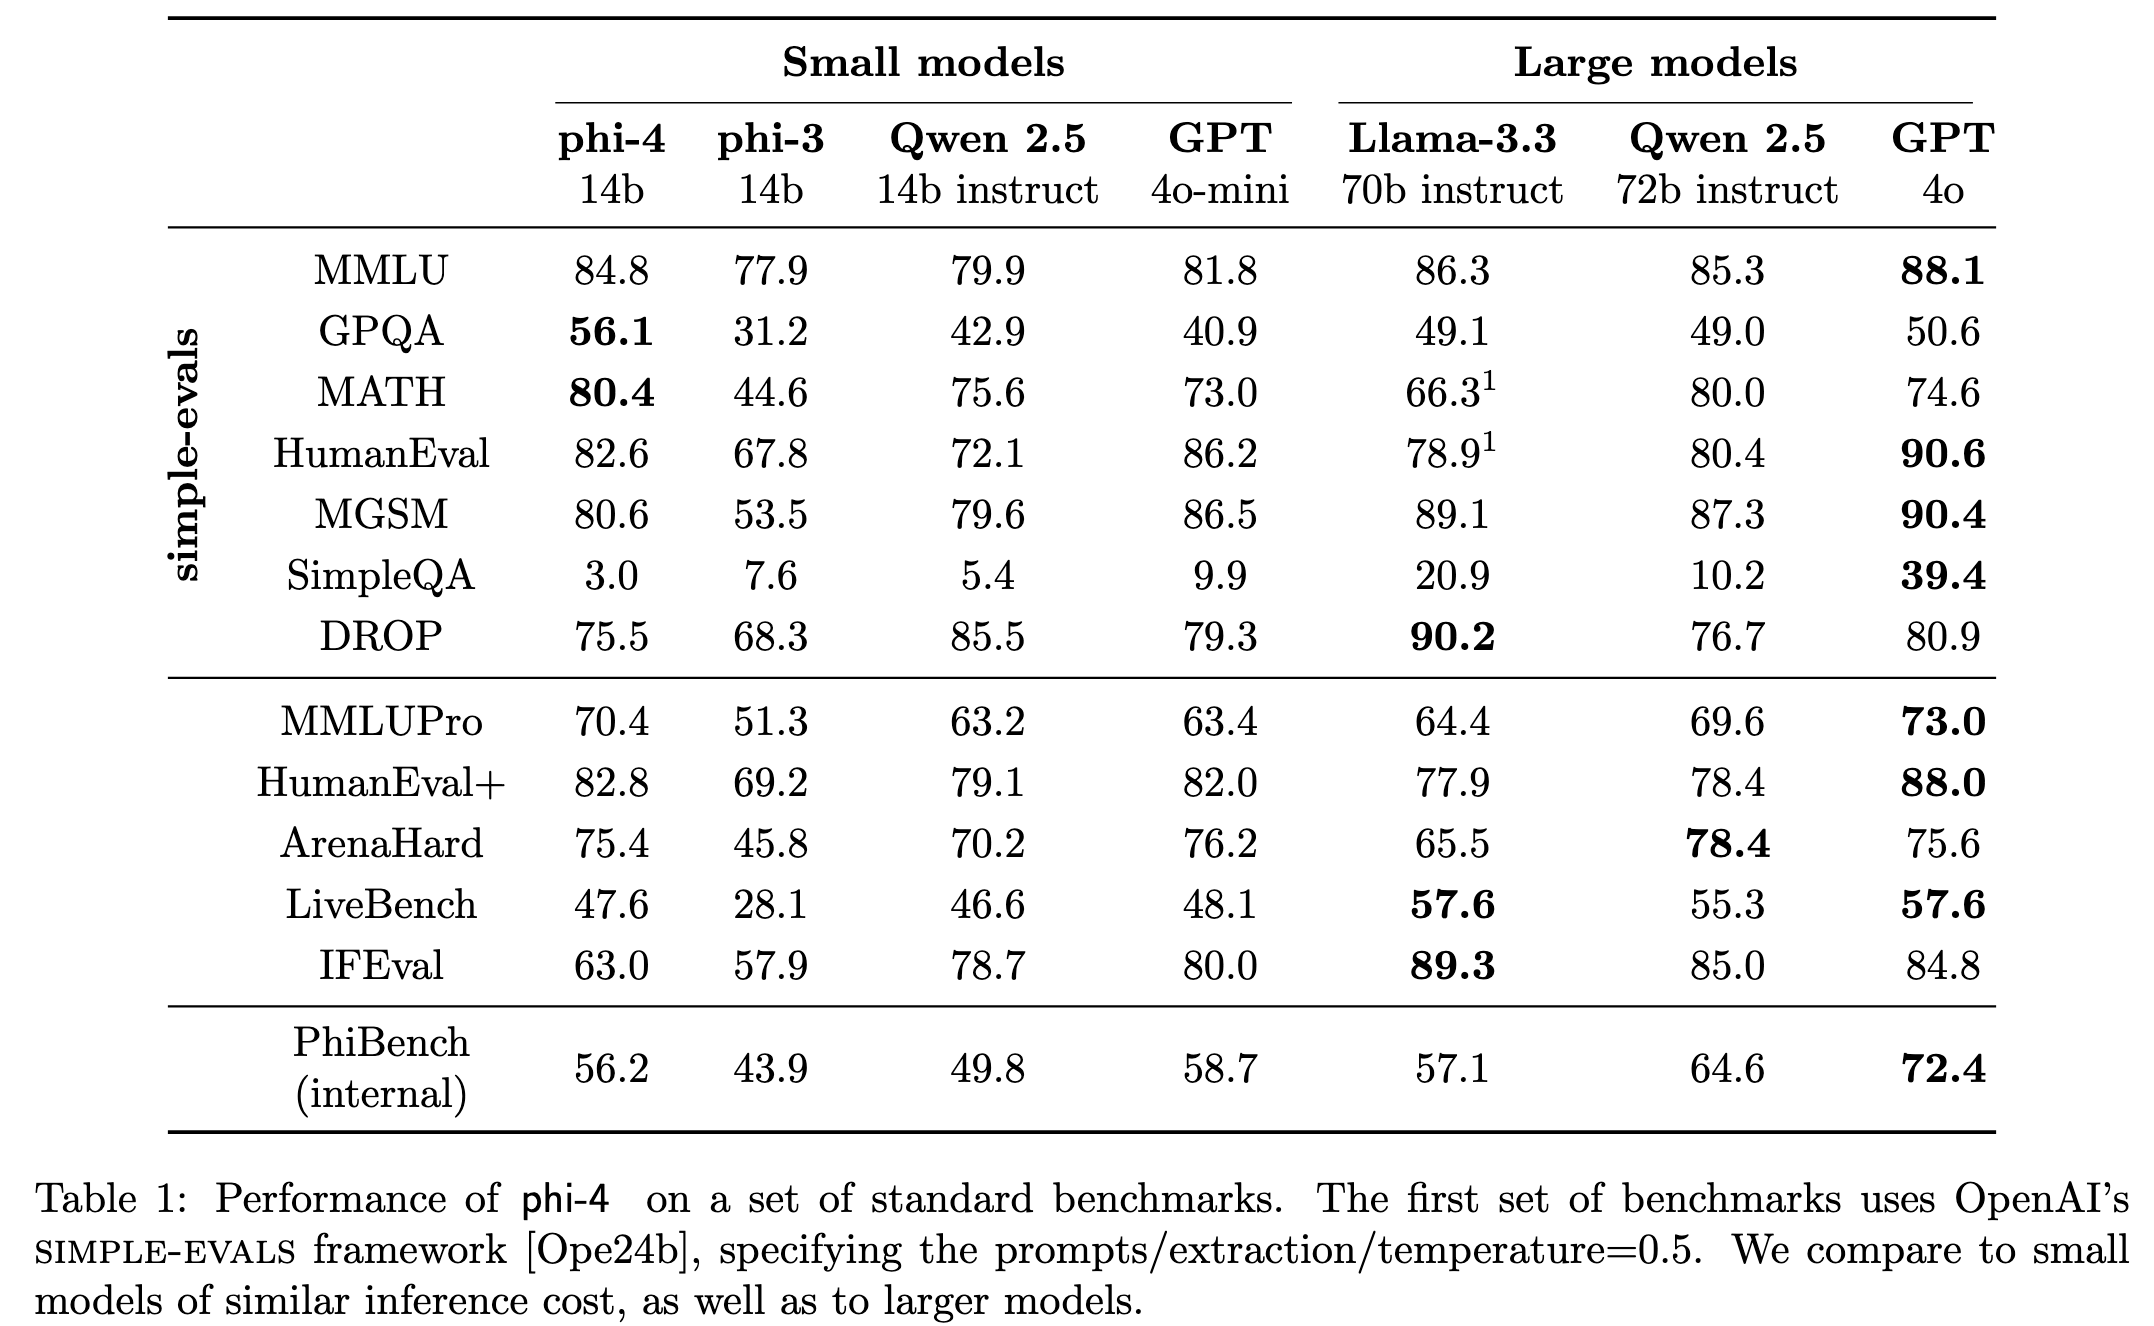 Small models Large models
phi-4 phi-3 Qwen 2.5 GPT Llama-3.3 Qwen 2.5 GPT
14b 14b 14b instruct 4o-mini 70b instruct 72b instruct 4o
simple-evals
MMLU 84.8 77.9 79.9 81.8 86.3 85.3 88.1
GPQA 56.1 31.2 42.9 40.9 49.1 49.0 50.6
MATH 80.4 44.6 75.6 73.0 66.3¹ 80.0 74.6
HumanEval 82.6 67.8 72.1 86.2 78.9¹ 80.4 90.6
MGSM 80.6 53.5 79.6 86.5 89.1 87.3 90.4
SimpleQA 3.0 7.6 5.4 9.9 20.9 10.2 39.4
DROP 75.5 68.3 85.5 79.3 90.2 76.7 80.9
MMLUPro 70.4 51.3 63.2 63.4 64.4 69.6 73.0
HumanEval+ 82.8 69.2 79.1 82.0 77.9 78.4 88.0
ArenaHard 75.4 45.8 70.2 76.2 65.5 78.4 75.6
LiveBench 47.6 28.1 46.6 48.1 57.6 55.3 57.6
IFEval 63.0 57.9 78.7 80.0 89.3 85.0 84.8
PhiBench
(internal) 56.2 43.9 49.8 58.7 57.1 64.6 72.4
Table 1: Performance of phi-4 on a set of standard benchmarks. The first set of benchmarks uses OpenAI's
SIMPLE-EVALS framework [Ope24b], specifying the prompts/extraction/temperature=0.5. We compare to small
models of similar inference cost, as well as to larger models.